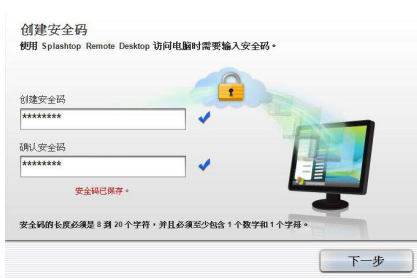 创建安全码
使用 Splashtop Remote Desktop 访问电脑时需要输入安全码。
创建安全码
********
确认安全码
********
安全码已保存。
安全码的长度必须是 8 到 20 个字符，并且必须至少包含 1 个数字和 1 个字母。
下一步